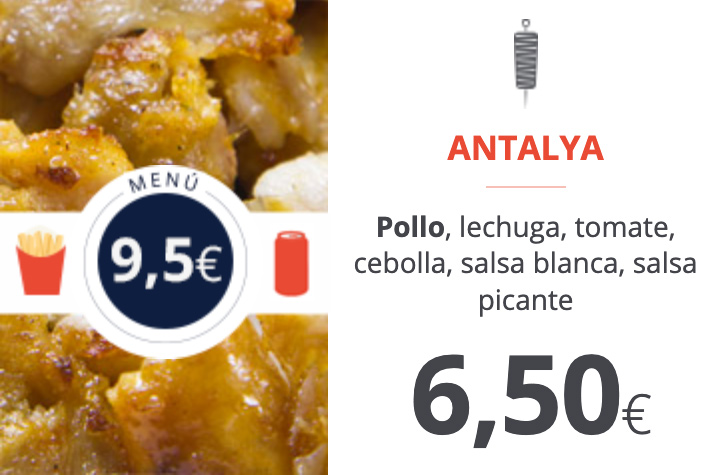 MENÚ
9,5€
ANTALYA
Pollo, lechuga, tomate,
cebolla, salsa blanca, salsa
picante
6,50€